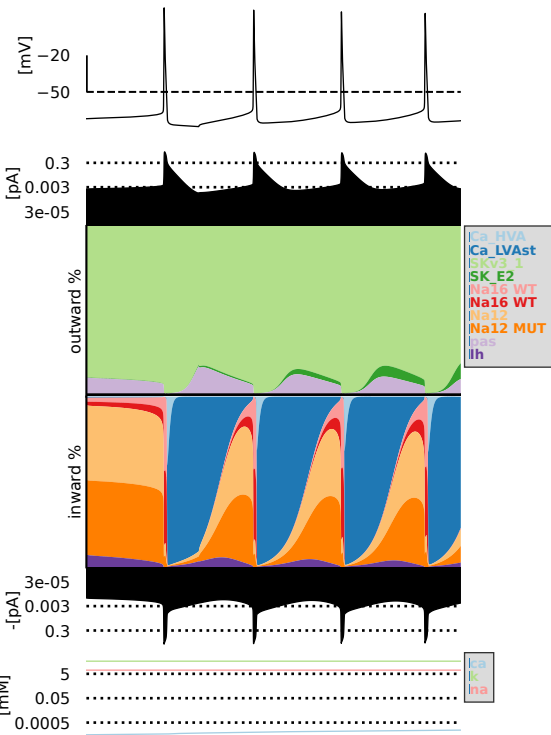 [mV]
−20
−50
[pA]
0.3
0.003
3e-05
outward %
Ca_HVA
Ca_LVAst
SKv3_1
SK_E2
Na16 WT
Na16 WT
Na12
Na12 MUT
pas
Ih
inward %
-[pA]
3e-05
0.003
0.3
[mM]
5
0.05
0.0005
ca
k
na